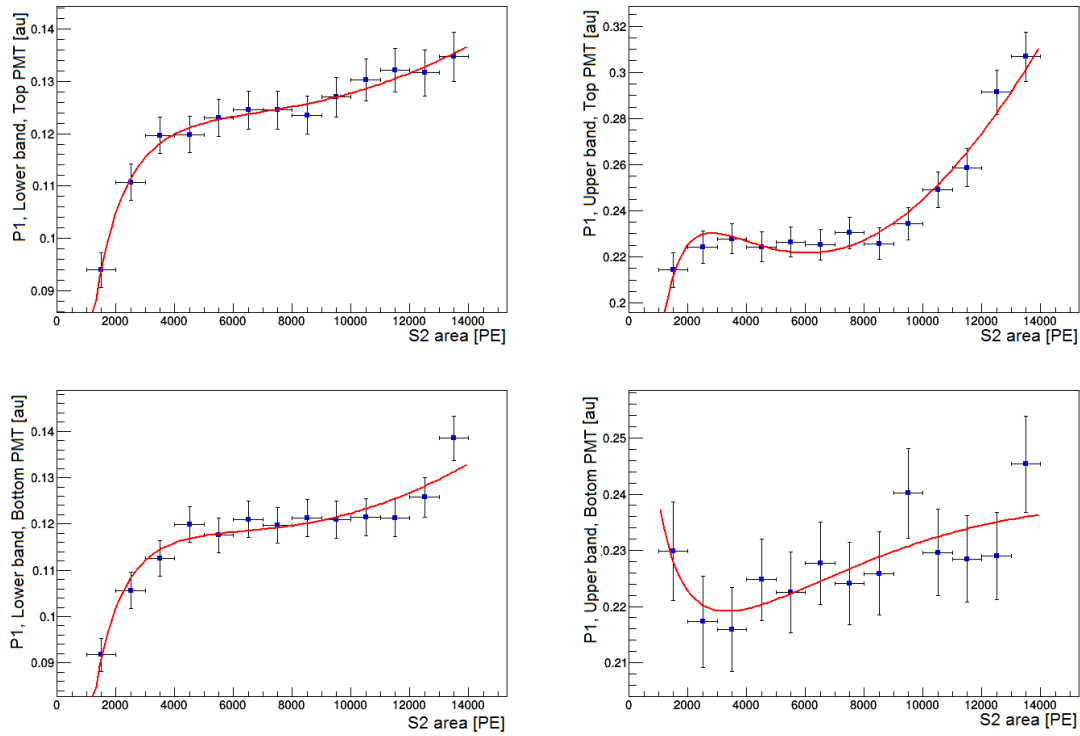 P1, Lower band, Top PMT [au]
0.14
0.13
0.12
0.11
0.1
0.09
0 2000 4000 6000 8000 10000 12000 14000
S2 area [PE]
P1, Upper band, Top PMT [au]
0.32
0.3
0.28
0.26
0.24
0.22
0.2
0 2000 4000 6000 8000 10000 12000 14000
S2 area [PE]
P1, Lower band, Bottom PMT [au]
0.14
0.13
0.12
0.11
0.1
0.09
0 2000 4000 6000 8000 10000 12000 14000
S2 area [PE]
P1, Upper band, Botom PMT [au]
0.25
0.24
0.23
0.22
0.21
0 2000 4000 6000 8000 10000 12000 14000
S2 area [PE]